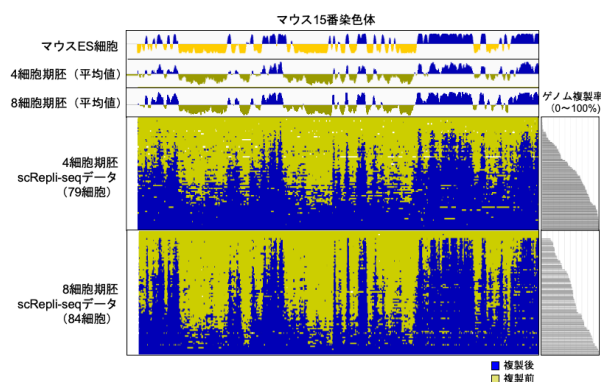 マウス15番染色体
マウスES細胞
4細胞期胚（平均値）
8細胞期胚（平均値）
ゲノム複製率
（0〜100%）
4細胞期胚
scRepli-seqデータ
（79細胞）
8細胞期胚
scRepli-seqデータ
（84細胞）
複製後
複製前